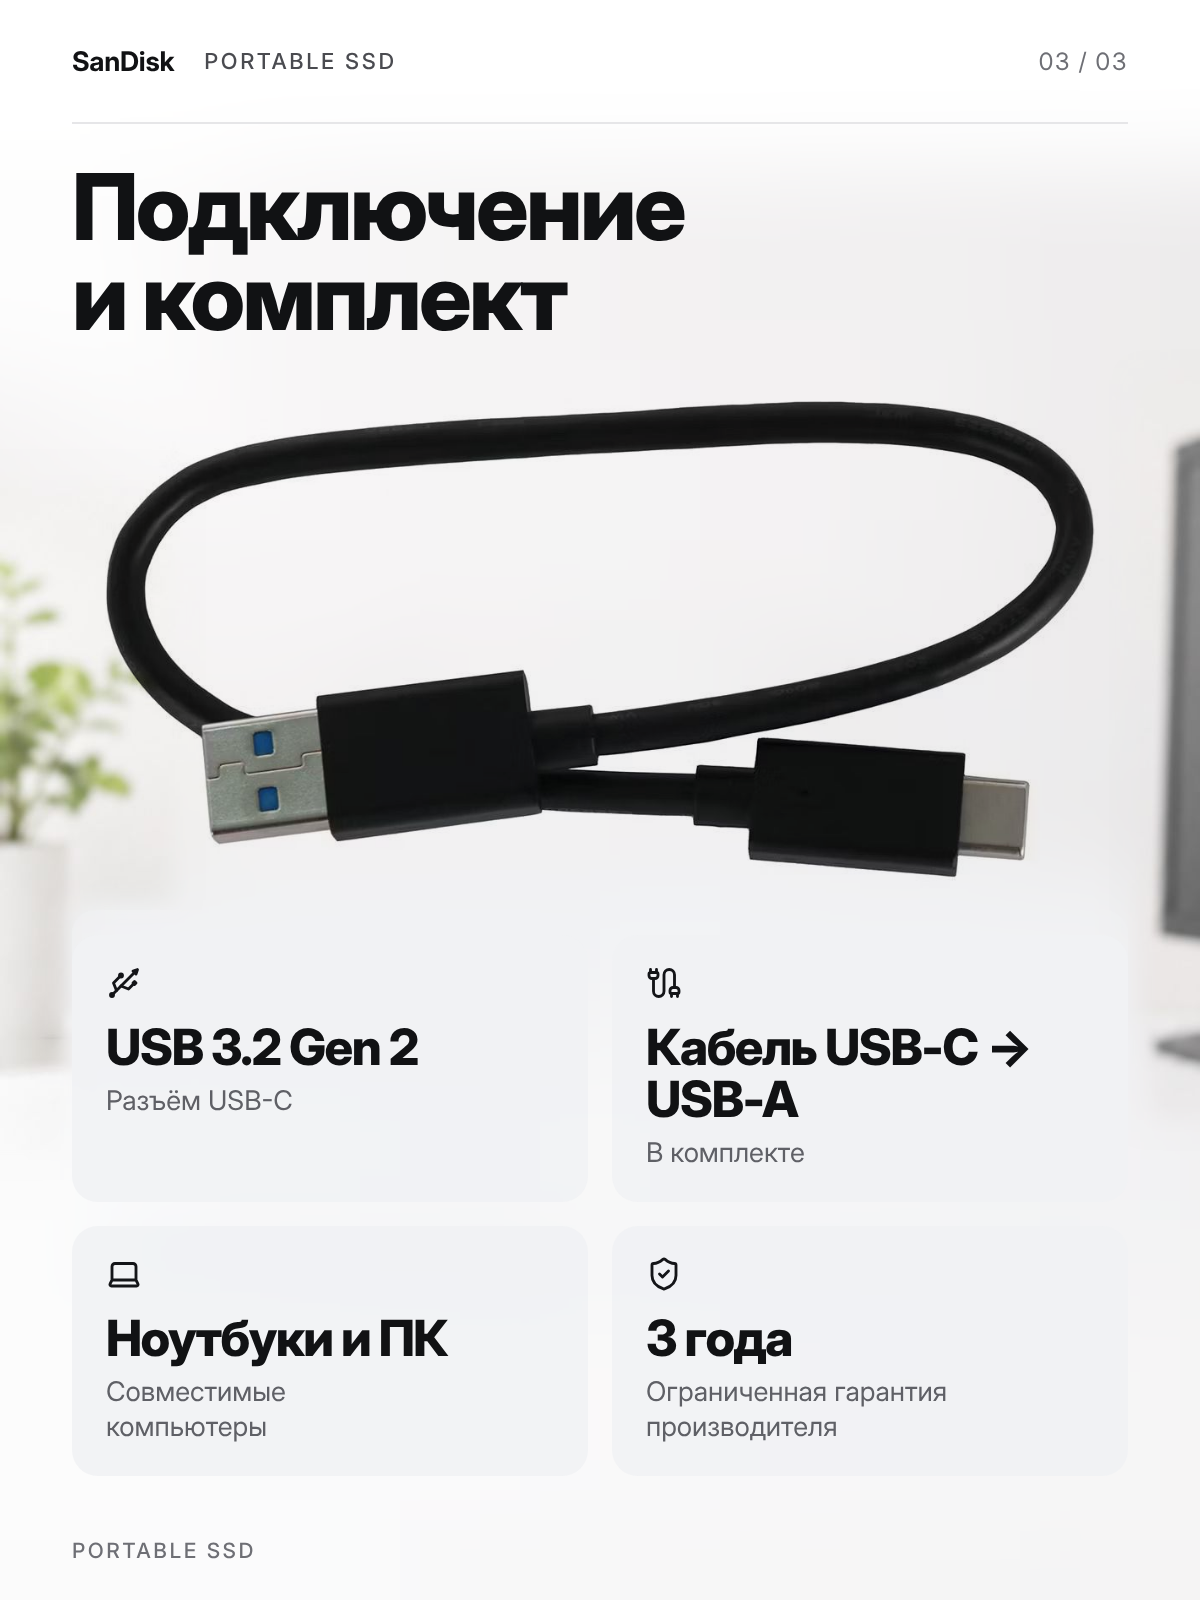 SanDisk PORTABLE SSD 03 / 03
Подключение
и комплект
USB 3.2 Gen 2
Разъём USB-C
Кабель USB-C →
USB-A
В комплекте
Ноутбуки и ПК
Совместимые
компьютеры
3 года
Ограниченная гарантия
производителя
PORTABLE SSD